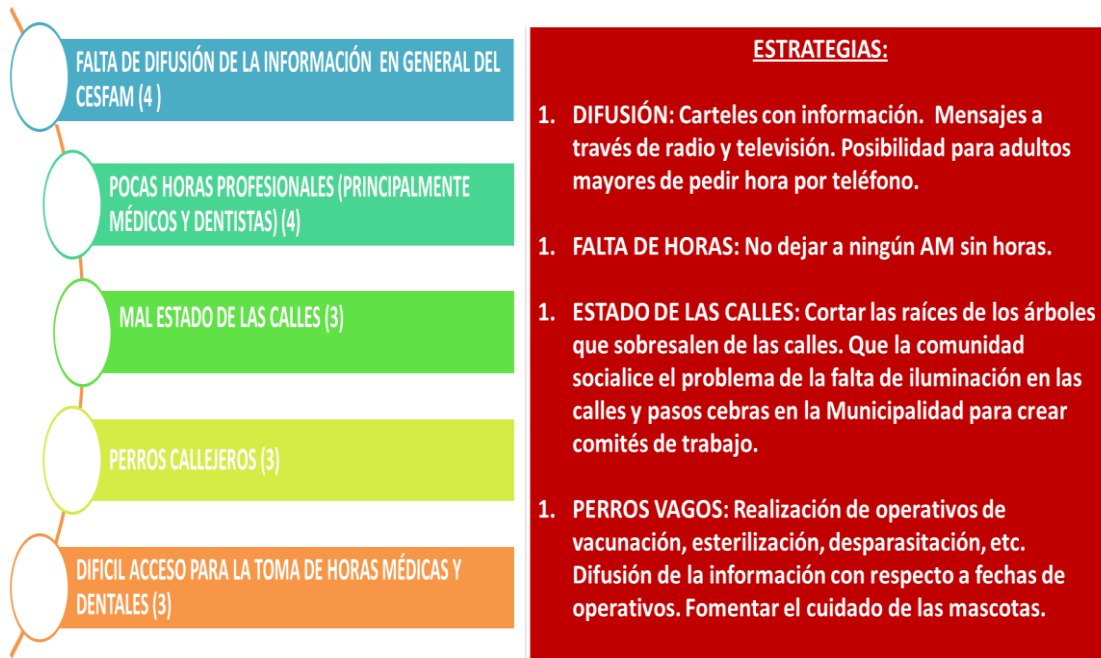 FALTA DE DIFUSIÓN DE LA INFORMACIÓN EN GENERAL DEL
CESFAM (4 )
POCAS HORAS PROFESIONALES (PRINCIPALMENTE
MÉDICOS Y DENTISTAS) (4)
MAL ESTADO DE LAS CALLES (3)
PERROS CALLEJEROS (3)
DIFICIL ACCESO PARA LA TOMA DE HORAS MÉDICAS Y
DENTALES (3)
ESTRATEGIAS:
1. DIFUSIÓN: Carteles con información. Mensajes a
través de radio y televisión. Posibilidad para adultos
mayores de pedir hora por teléfono.
1. FALTA DE HORAS: No dejar a ningún AM sin horas.
1. ESTADO DE LAS CALLES: Cortar las raíces de los árboles
que sobresalen de las calles. Que la comunidad
socialice el problema de la falta de iluminación en las
calles y pasos cebras en la Municipalidad para crear
comités de trabajo.
1. PERROS VAGOS: Realización de operativos de
vacunación, esterilización, desparasitación, etc.
Difusión de la información con respecto a fechas de
operativos. Fomentar el cuidado de las mascotas.